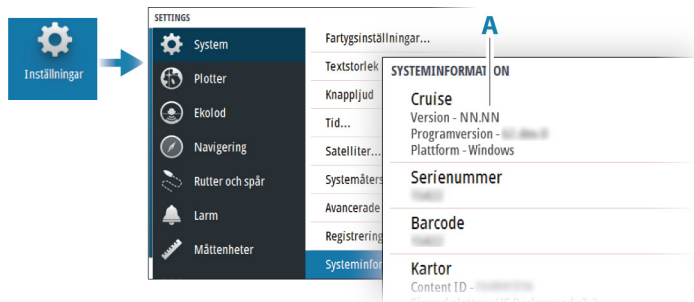 Inställningar
SETTINGS
System
Plotter
Ekolod
Navigering
Rutter och spår
Larm
Måttenheter
Fartygsinställningar...
Textstorlek
Knappljud
Tid...
Satelliter...
Systemåters
Avancerade
Registrering
Systeminfor
A
SYSTEMINFORMATION
Cruise
Version - NN.NN
Programversion -
Plattform - Windows
Serienummer
Barcode
Kartor
Content ID -